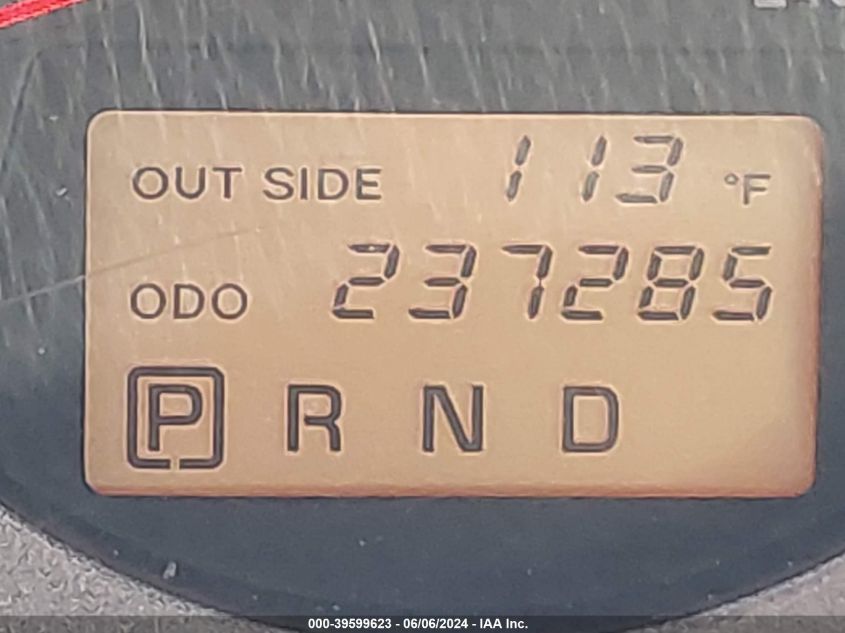 OUT SIDE 113 °F
ODO 237285
P R N D
000-39599623 - 06/06/2024 - IAA Inc.